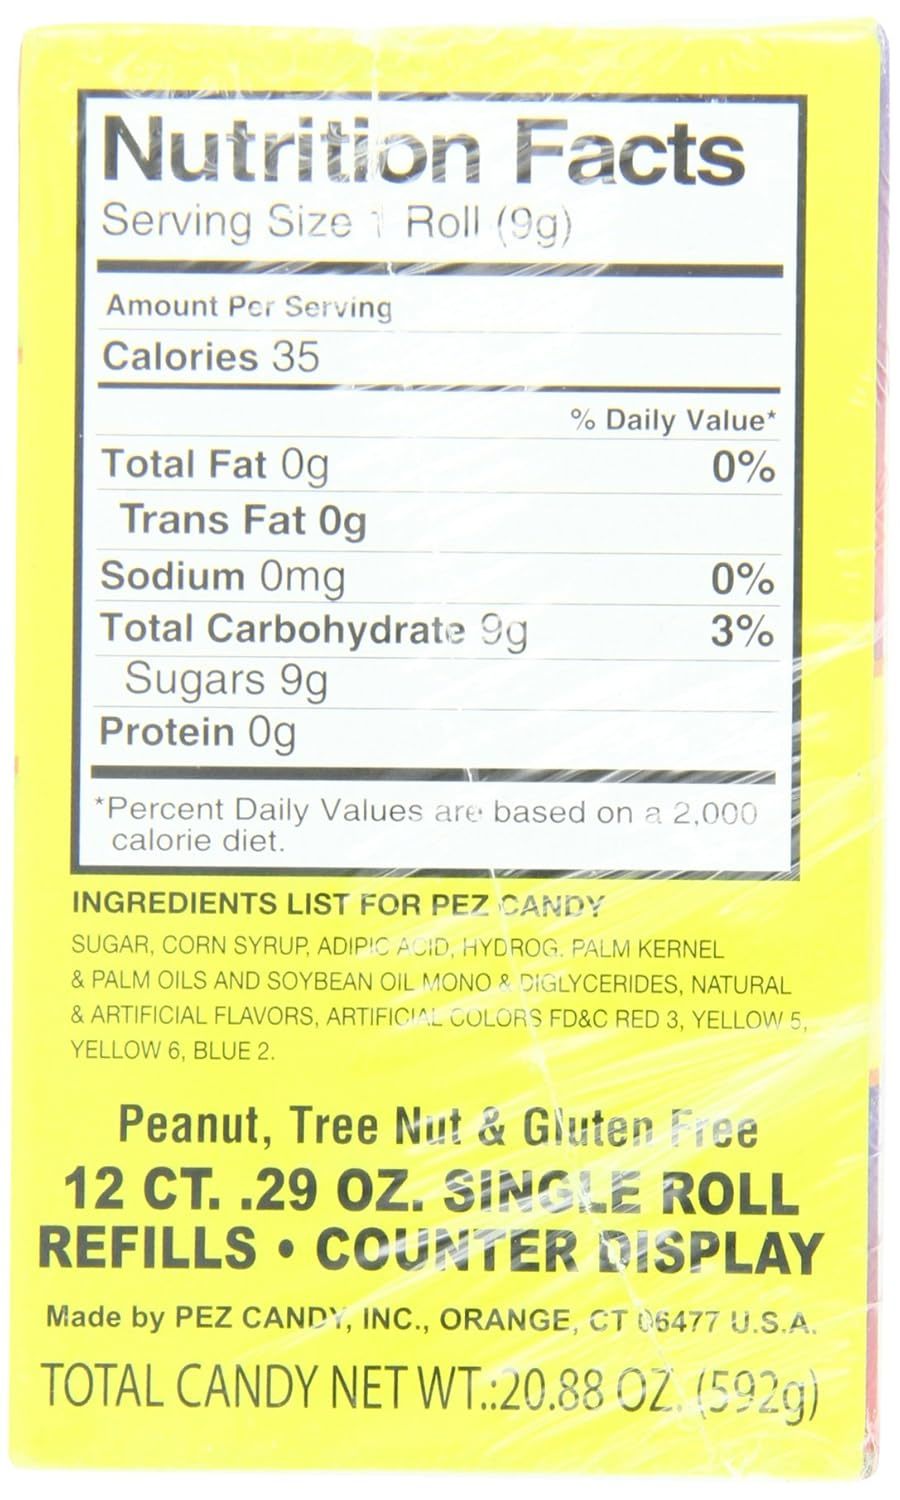 Nutrition Facts
Serving Size 1 Roll (9g)
Amount Per Serving
Calories 35
% Daily Value*
Total Fat 0g 0%
Trans Fat 0g
Sodium 0mg 0%
Total Carbohydrate 9g 3%
Sugars 9g
Protein 0g
*Percent Daily Values are based on a 2,000
calorie diet.
INGREDIENTS LIST FOR PEZ CANDY
SUGAR, CORN SYRUP, ADIPIC ACID, HYDROG. PALM KERNEL
& PALM OILS AND SOYBEAN OIL MONO & DIGLYCERIDES, NATURAL
& ARTIFICIAL FLAVORS, ARTIFICIAL COLORS FD&C RED 3, YELLOW 5,
YELLOW 6, BLUE 2.
Peanut, Tree Nut & Gluten Free
12 CT. .29 OZ. SINGLE ROLL
REFILLS • COUNTER DISPLAY
Made by PEZ CANDY, INC., ORANGE, CT 06477 U.S.A.
TOTAL CANDY NET WT.:20.88 OZ. (592g)